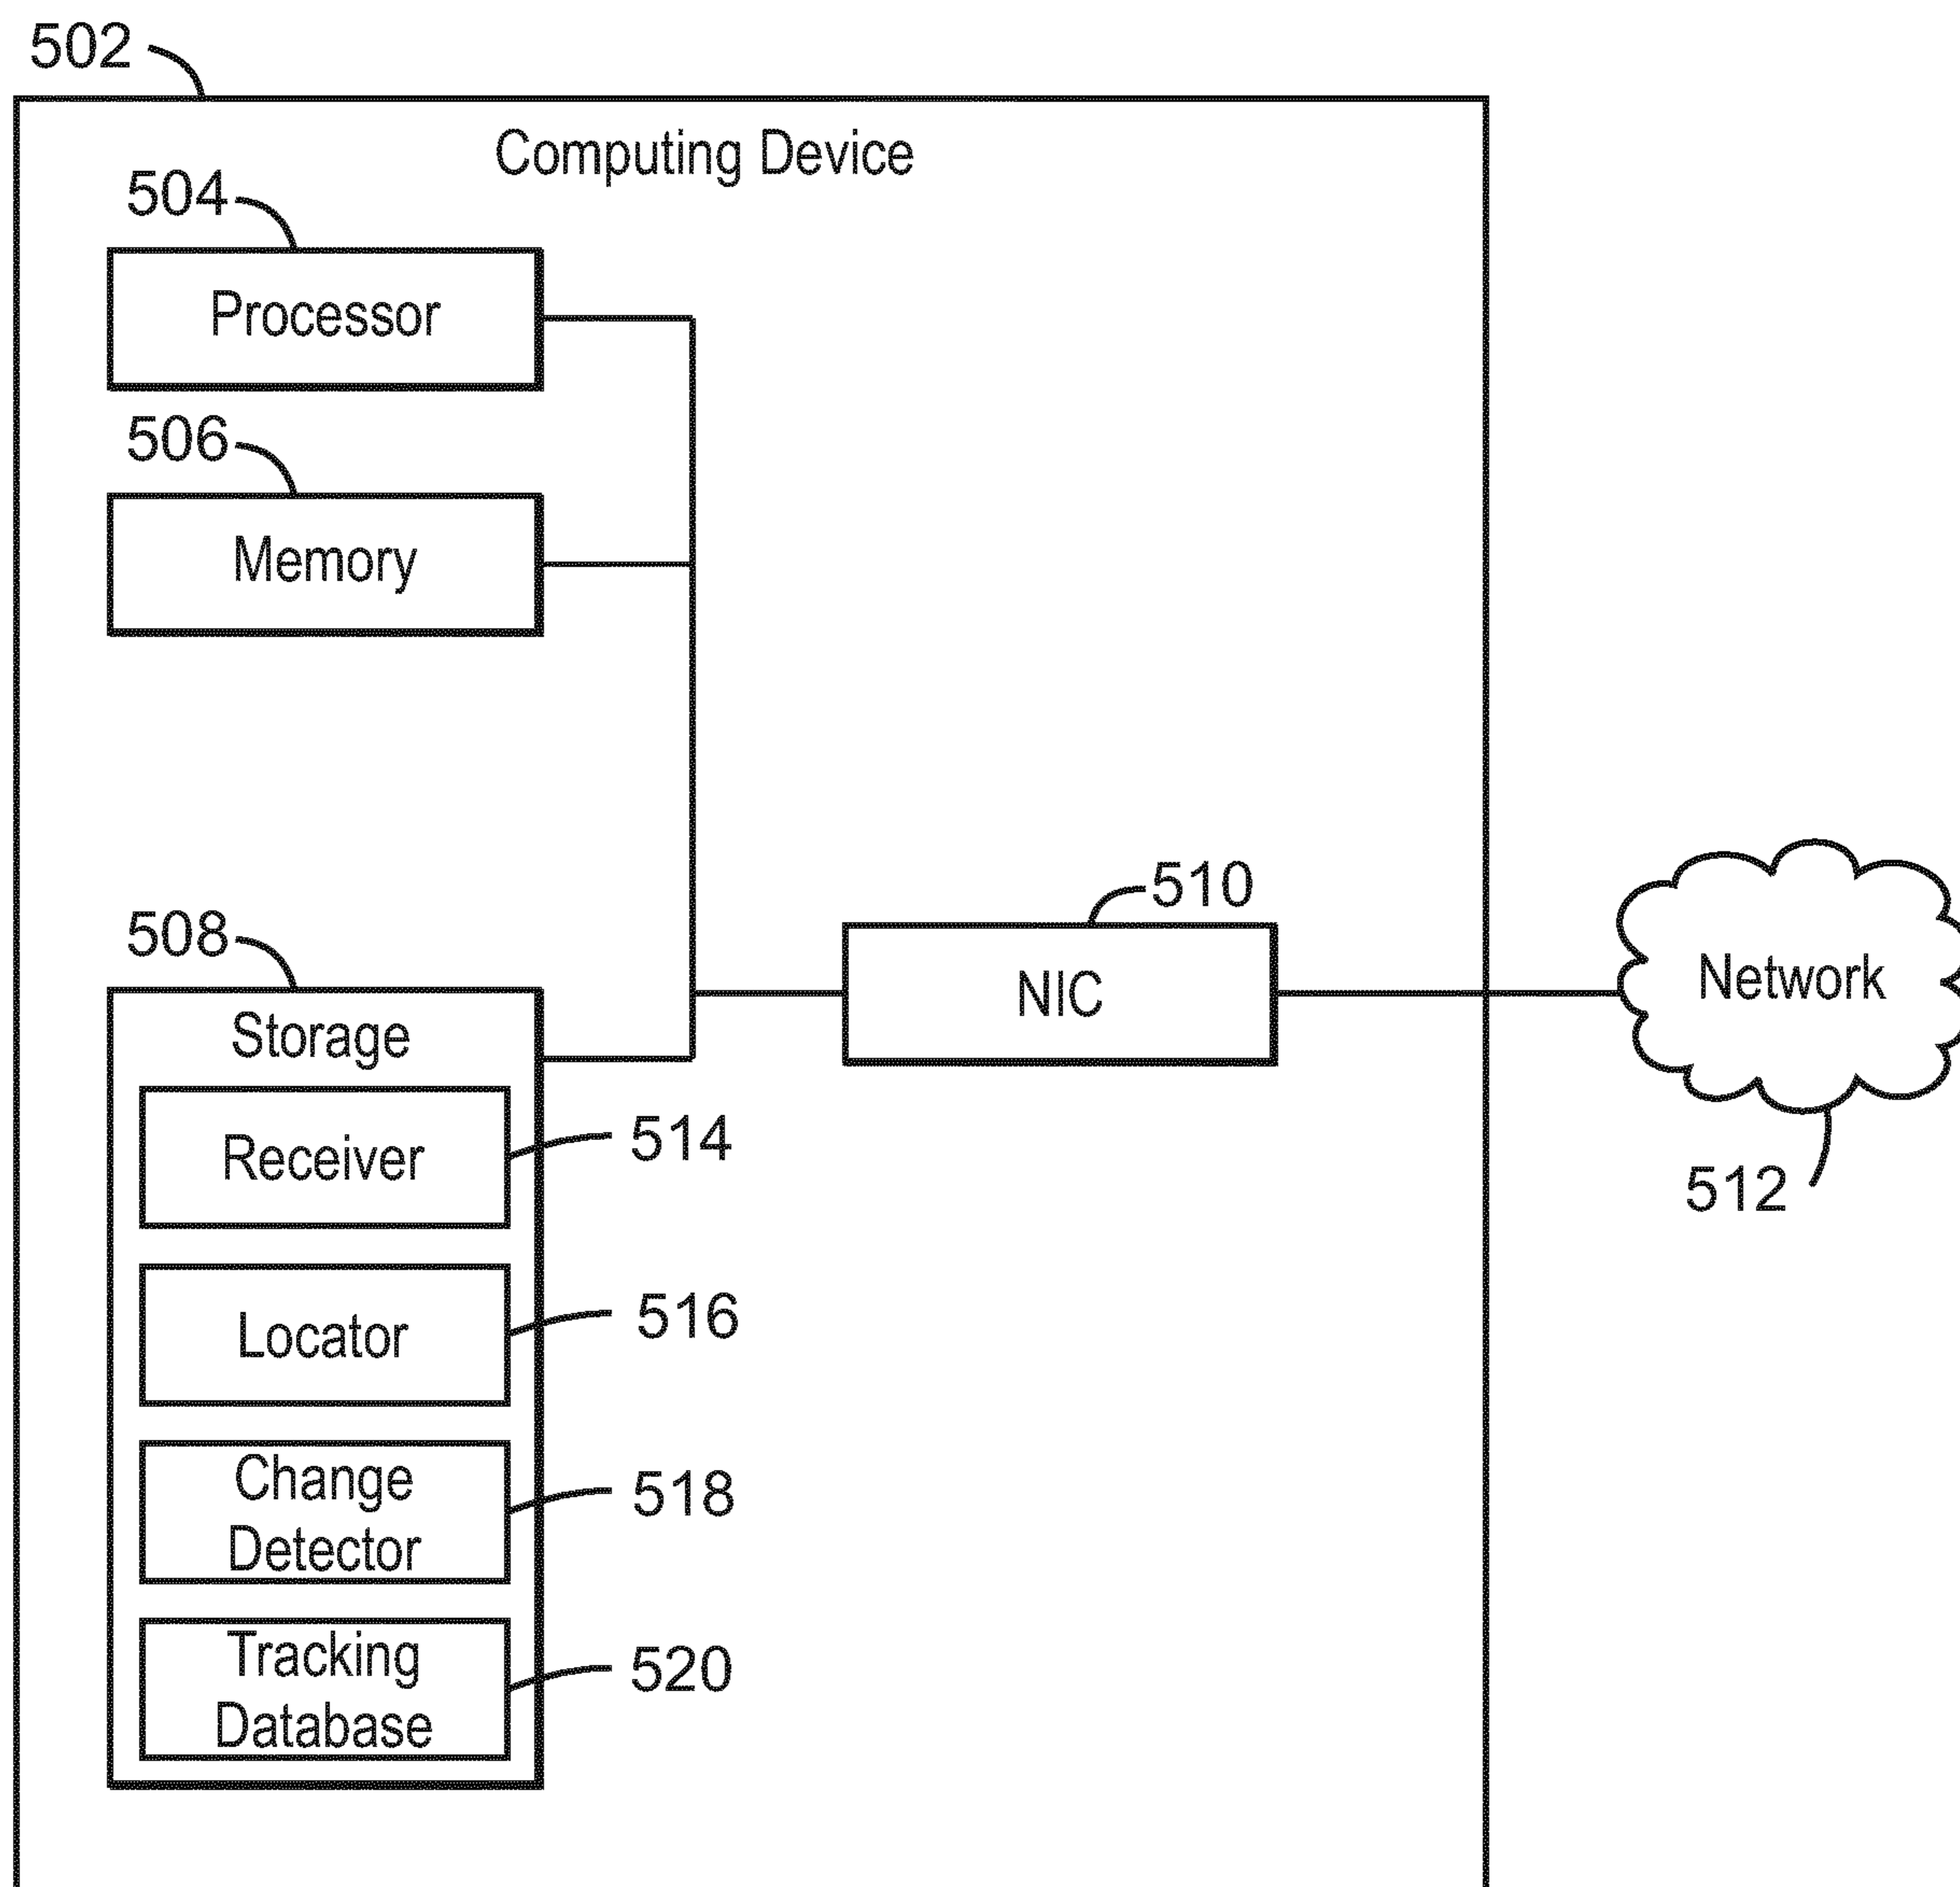 502
Computing Device
504
Processor
506
Memory
510
NIC
Network
512
508
Storage
Receiver
514
Locator
516
Change
Detector
518
Tracking
Database
520